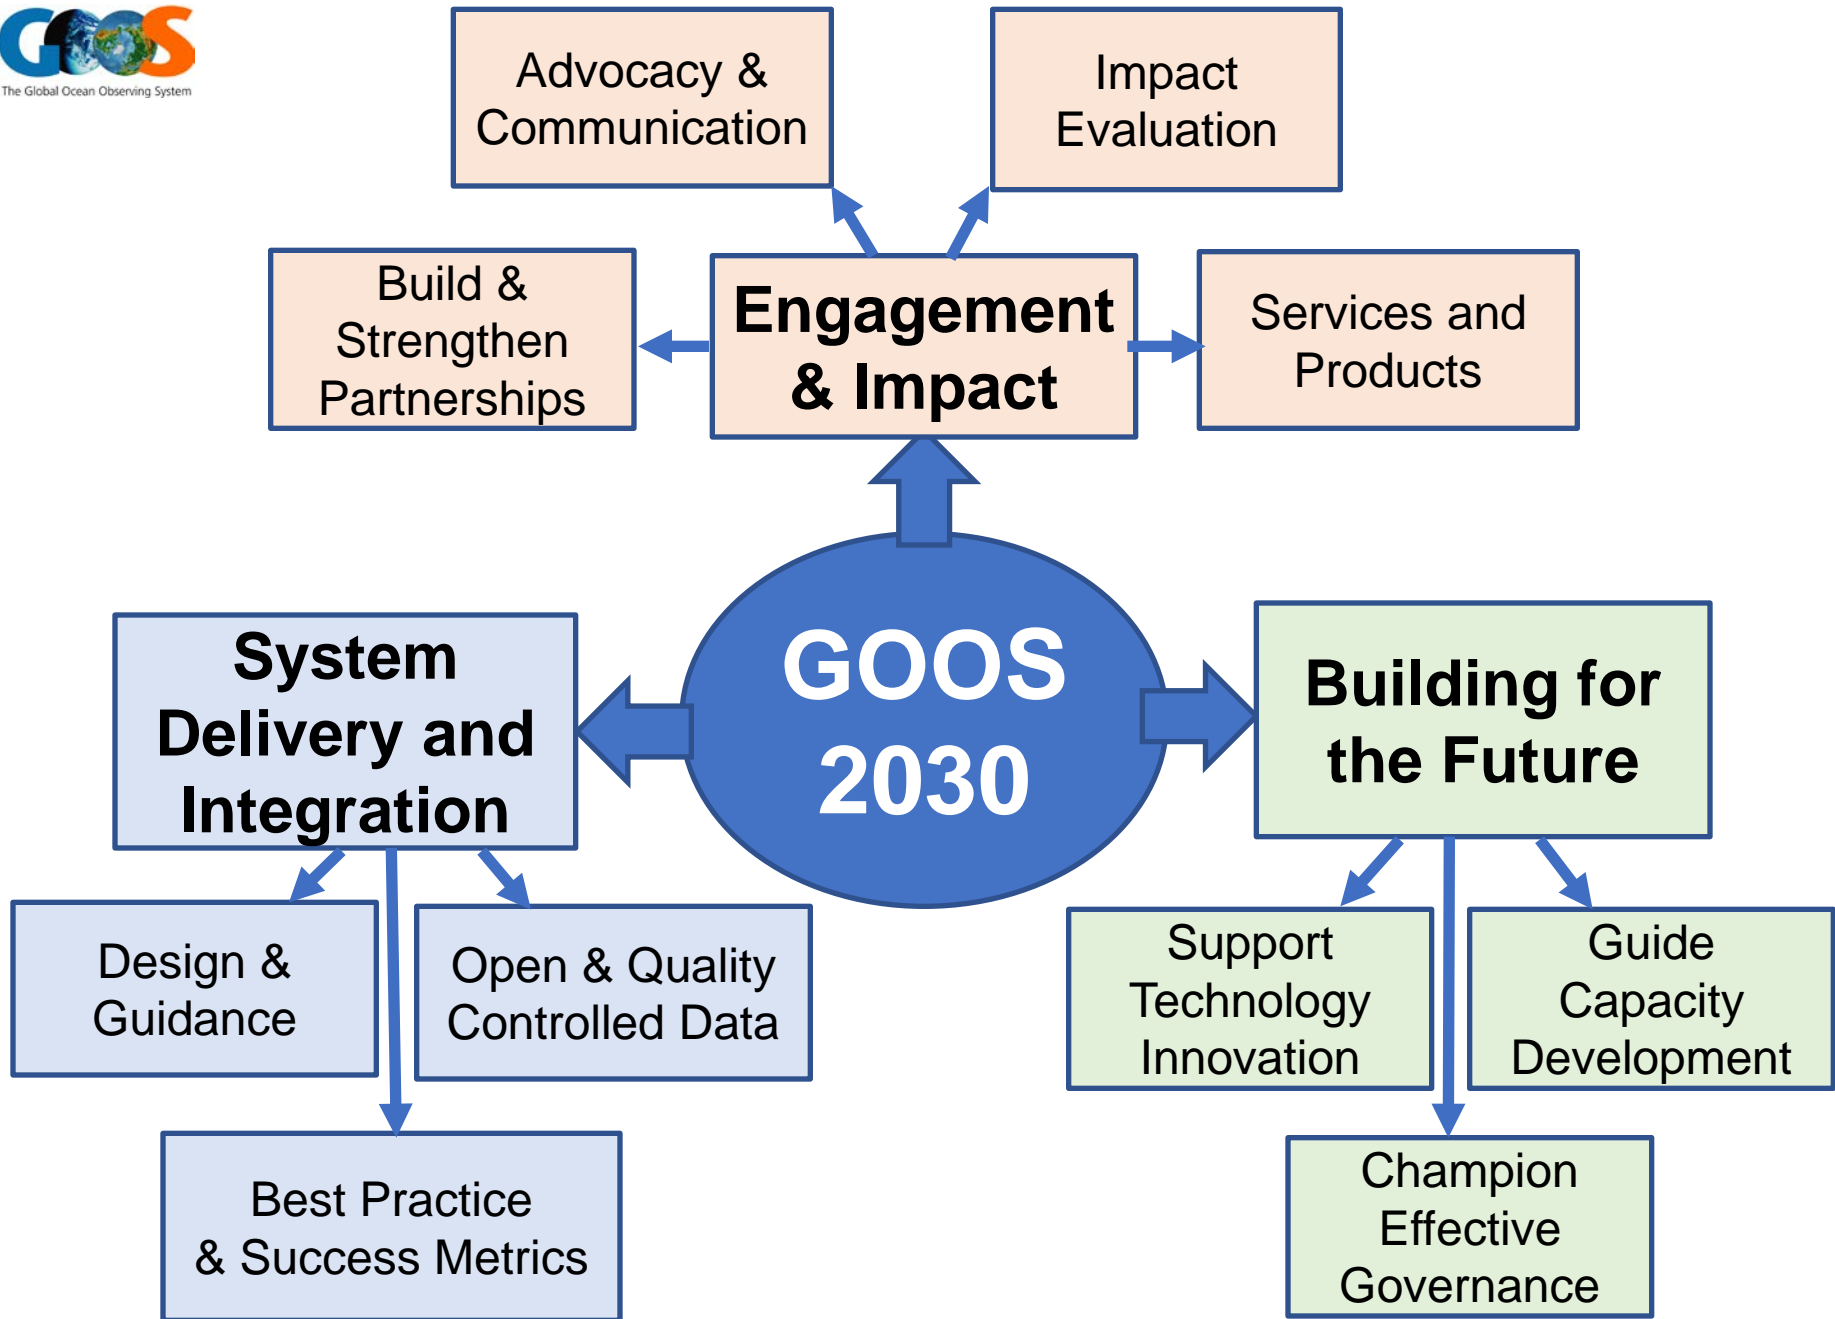 GOOS
The Global Ocean Observing System
Advocacy &
Communication
Impact
Evaluation
Build &
Strengthen
Partnerships
Engagement
& Impact
Services and
Products
GOOS
2030
System
Delivery and
Integration
Building for
the Future
Design &
Guidance
Open & Quality
Controlled Data
Best Practice
& Success Metrics
Support
Technology
Innovation
Guide
Capacity
Development
Champion
Effective
Governance